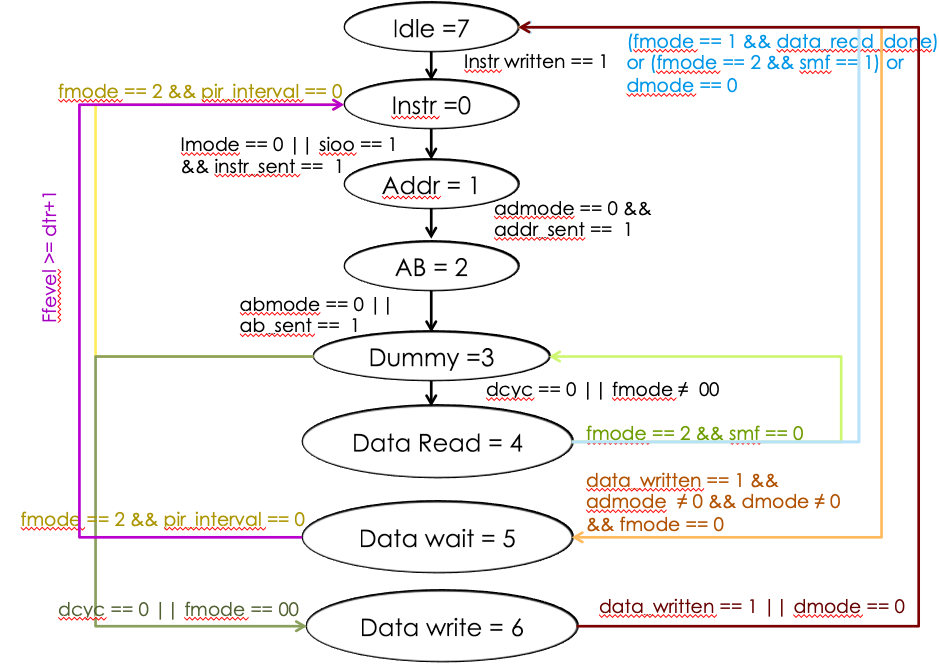 Idle =7
(fmode == 1 && data_read_done)
or (fmode == 2 && smf == 1) or
dmode == 0
Instr written == 1
fmode == 2 && pir_interval == 0
Instr =0
Imode == 0 || sioo == 1
&& instr_sent == 1
Addr = 1
admode == 0 &&
addr_sent == 1
Ffevel >= dtr+1
AB = 2
abmode == 0 ||
ab_sent == 1
Dummy =3
dcyc == 0 || fmode ≠ 00
Data Read = 4
fmode == 2 && smf == 0
data_written == 1 &&
admode ≠ 0 && dmode ≠ 0
&& fmode == 0
fmode == 2 && pir_interval == 0
Data wait = 5
dcyc == 0 || fmode == 00
Data write = 6
data_written == 1 || dmode == 0